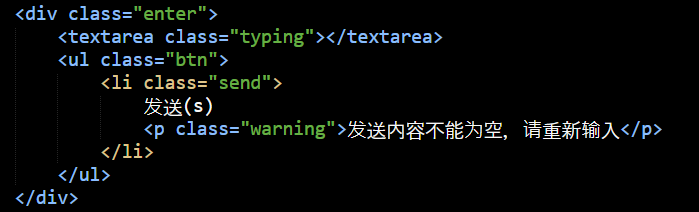 <div class="enter">
<textarea class="typing"></textarea>
<ul class="btn">
<li class="send">
发送(s)
<p class="warning">发送内容不能为空，请重新输入</p>
</li>
</ul>
</div>